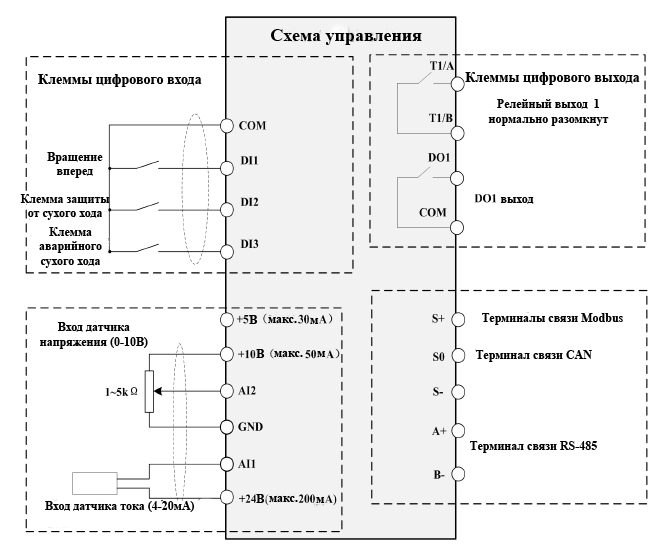 Схема управления
Клеммы цифрового входа
COM
Вращение
вперед
DI1
Клемма защиты
от сухого хода
DI2
Клемма
аварийного
сухого хода
DI3
T1/A
Клеммы цифрового выхода
Релейный выход 1
нормально разомкнут
T1/B
DO1
DO1 выход
COM
Вход датчика
напряжения (0-10В)
+5В (макс.30мА)
+10В (макс.50мА)
1~5k Ω
AI2
GND
AI1
Вход датчика тока (4-20мА)
+24В(макс.200мА)
S+
Терминалы связи Modbus
S0
Терминал связи CAN
S-
A+
Терминал связи RS-485
B-